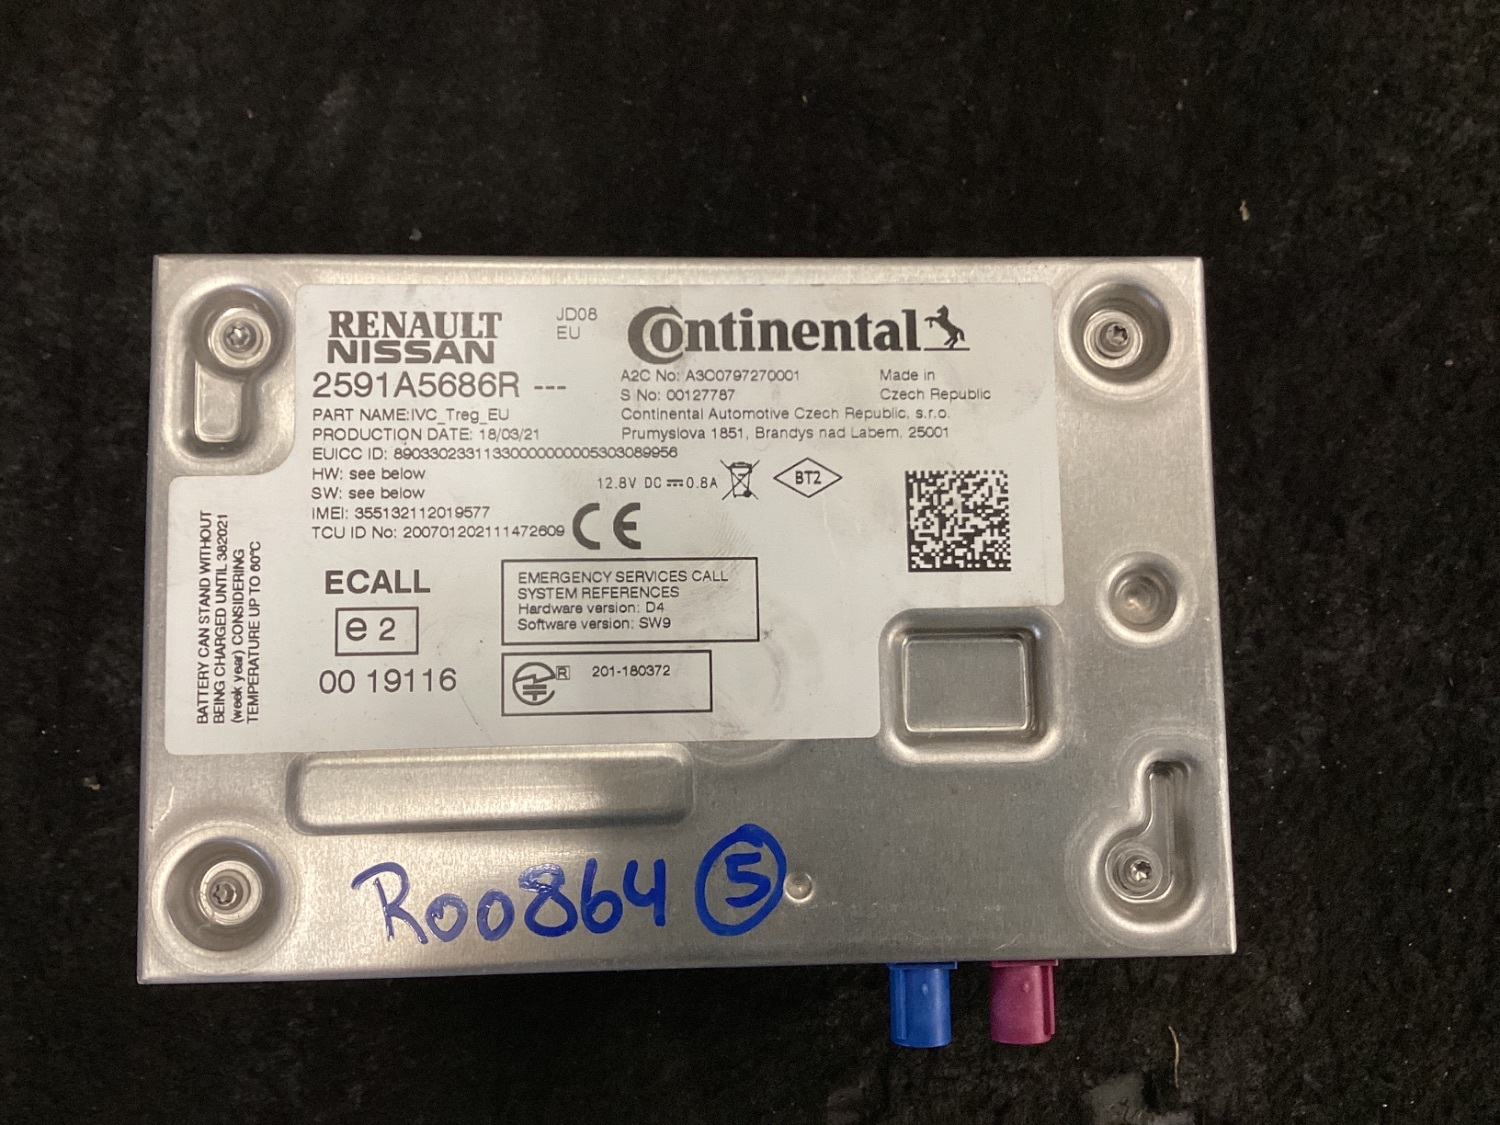 RENAULT
NISSAN
JD08
EU
Continental
2591A5686R ---
A2C No: A3C0797270001
Made in
Czech Republic
S No: 00127787
PART NAME:IVC_Treg_EU
Continental Automotive Czech Republic, s.r.o.
PRODUCTION DATE: 18/03/21
Prumyslova 1851, Brandys nad Labem, 25001
EUICC ID: 89033023311330000000005303089956
HW: see below
SW: see below
12.8V DC 0.8A
BT2
IMEI: 355132112019577
TCU ID No: 200701202111472609
CE
BATTERY CAN STAND WITHOUT
BEING CHARGED UNTIL 382021
(week year) CONSIDERING
TEMPERATURE UP TO 60°C
ECALL
e 2
00 19116
EMERGENCY SERVICES CALL
SYSTEM REFERENCES
Hardware version: D4
Software version: SW9
R 201-180372
R00864 5